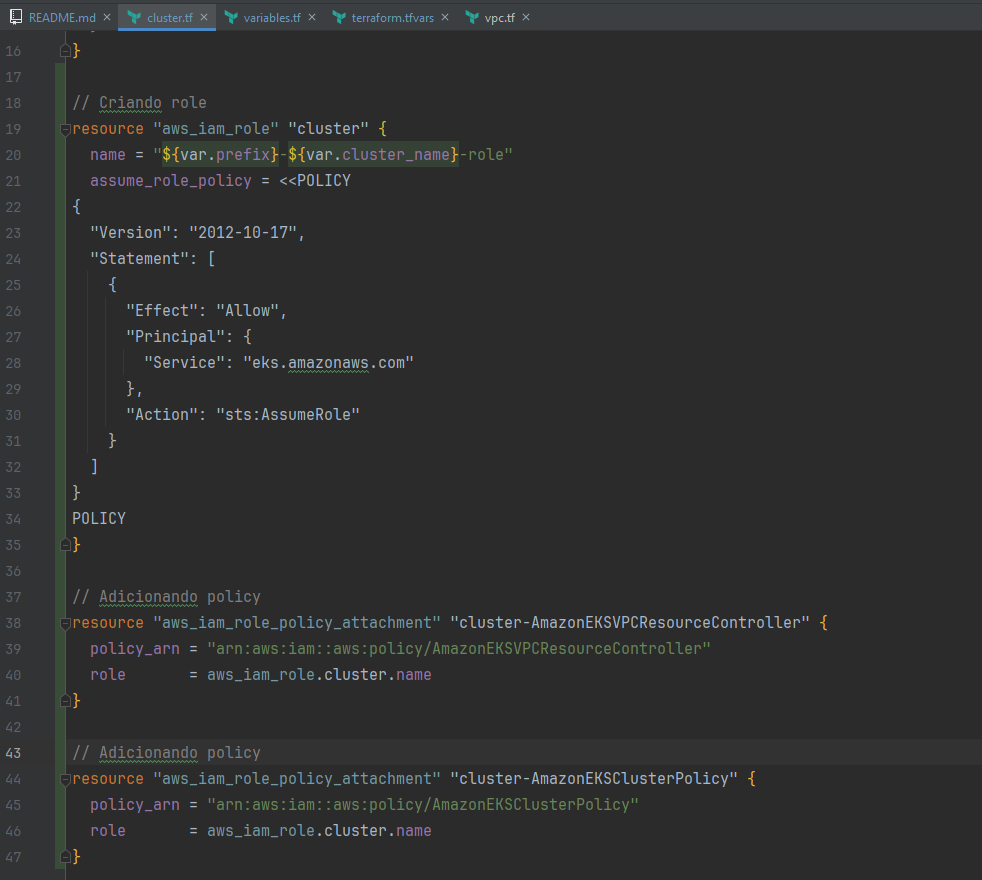 README.md × cluster.tf × variables.tf × terraform.tfvars × vpc.tf ×
16 }
17
18 // Criando role
19 resource "aws_iam_role" "cluster" {
20   name = "${var.prefix}-${var.cluster_name}-role"
21   assume_role_policy = <<POLICY
22 {
23   "Version": "2012-10-17",
24   "Statement": [
25     {
26       "Effect": "Allow",
27       "Principal": {
28         "Service": "eks.amazonaws.com"
29       },
30       "Action": "sts:AssumeRole"
31     }
32   ]
33 }
34 POLICY
35 }
36
37 // Adicionando policy
38 resource "aws_iam_role_policy_attachment" "cluster-AmazonEKSVPCResourceController" {
39   policy_arn = "arn:aws:iam::aws:policy/AmazonEKSVPCResourceController"
40   role       = aws_iam_role.cluster.name
41 }
42
43 // Adicionando policy
44 resource "aws_iam_role_policy_attachment" "cluster-AmazonEKSClusterPolicy" {
45   policy_arn = "arn:aws:iam::aws:policy/AmazonEKSClusterPolicy"
46   role       = aws_iam_role.cluster.name
47 }